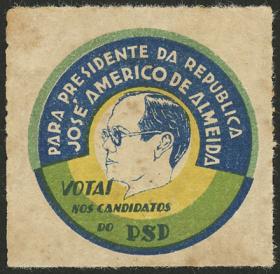 PARA PRESIDENTE DA REPUBLICA
JOSÉ AMERICO DE ALMEIDA
VOTAI
NOS CANDIDATOS
DO PSD